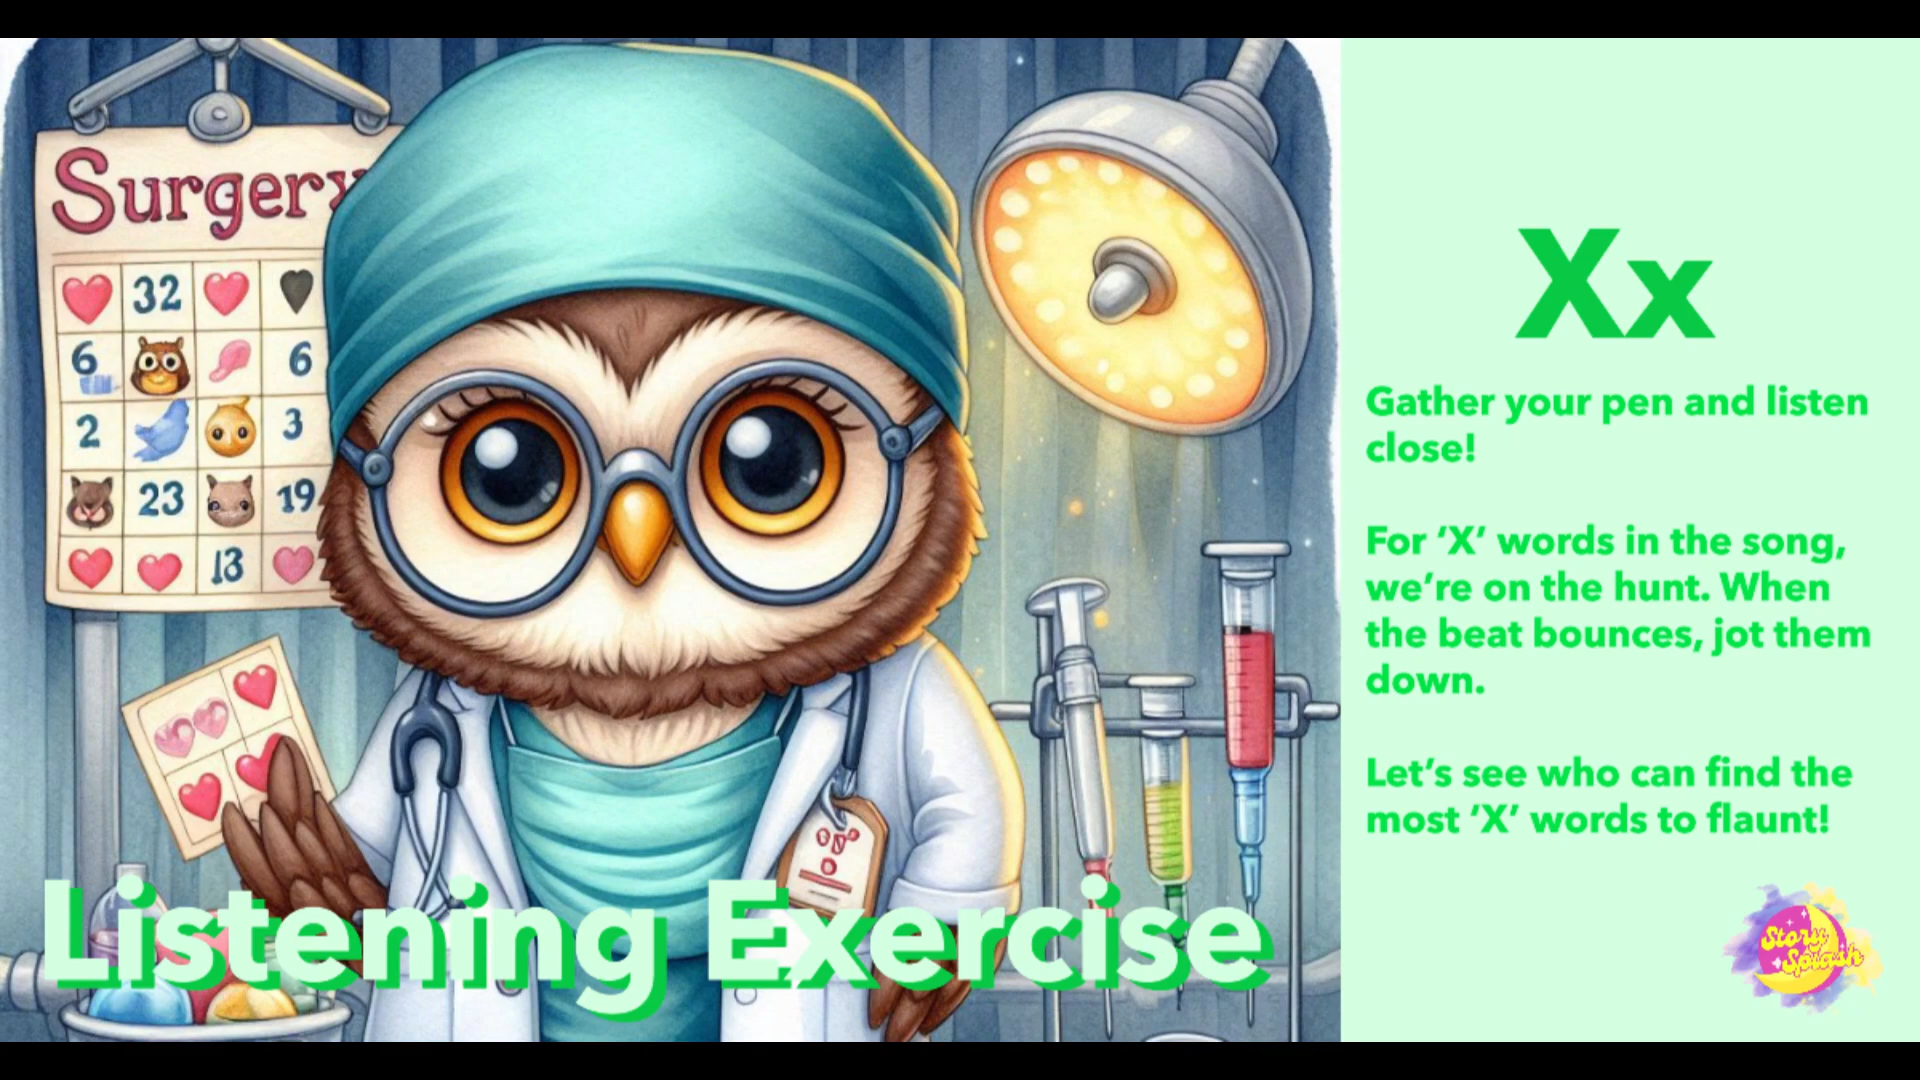 Surgery
32
6
6
2
3
23
19
13
Listening Exercise
Xx
Gather your pen and listen
close!
For ‘X’ words in the song,
we’re on the hunt. When
the beat bounces, jot them
down.
Let’s see who can find the
most ‘X’ words to flaunt!
Story
Splash